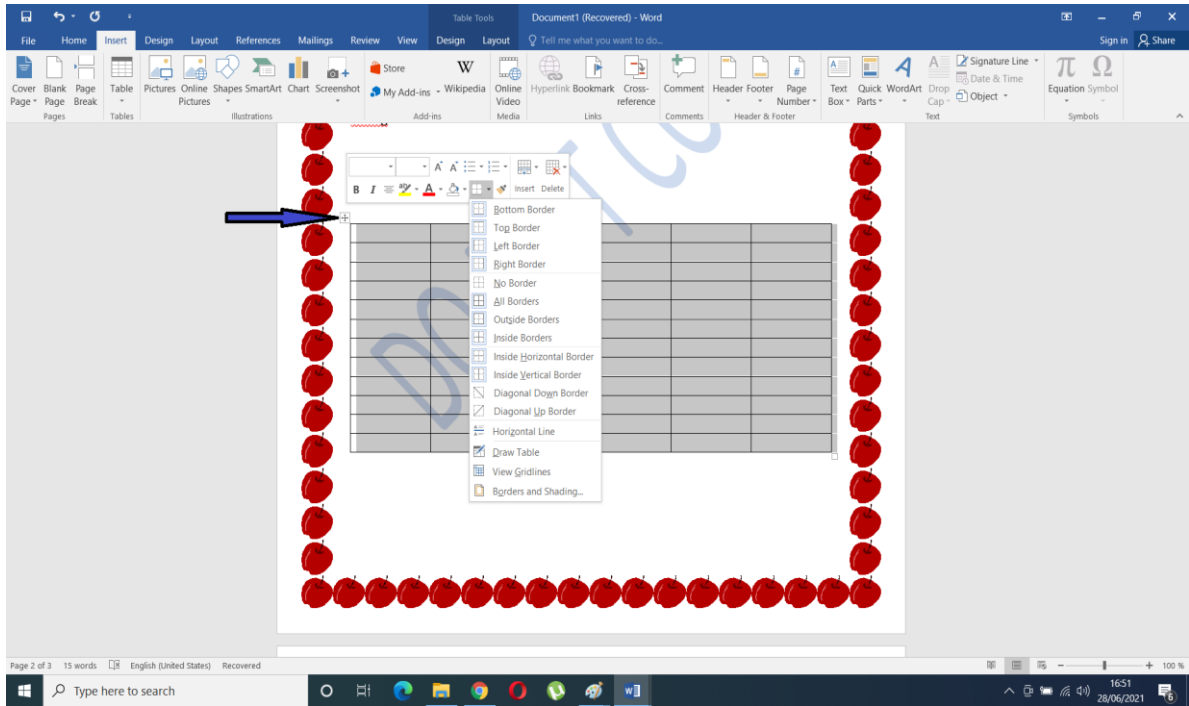 Table Tools
Document1 (Recovered) - Word
File Home Insert Design Layout References Mailings Review View Design Layout Tell me what you want to do... Sign in Share
Cover Page Blank Page Page Break
Table
Pictures Online Pictures Shapes SmartArt Chart Screenshot
Store
My Add-ins
Wikipedia
Online Video
Hyperlink Bookmark Cross-reference
Comment
Header Footer Page Number
Text Box Quick Parts WordArt Drop Cap
Signature Line
Date & Time
Object
Equation Symbol
Pages Tables Illustrations Add-ins Media Links Comments Header & Footer Text Symbols
B I Insert Delete
Bottom Border
Top Border
Left Border
Right Border
No Border
All Borders
Outside Borders
Inside Borders
Inside Horizontal Border
Inside Vertical Border
Diagonal Down Border
Diagonal Up Border
Horizontal Line
Draw Table
View Gridlines
Borders and Shading...
Page 2 of 3 15 words English (United States) Recovered 100 %
Type here to search
16:51
28/06/2021